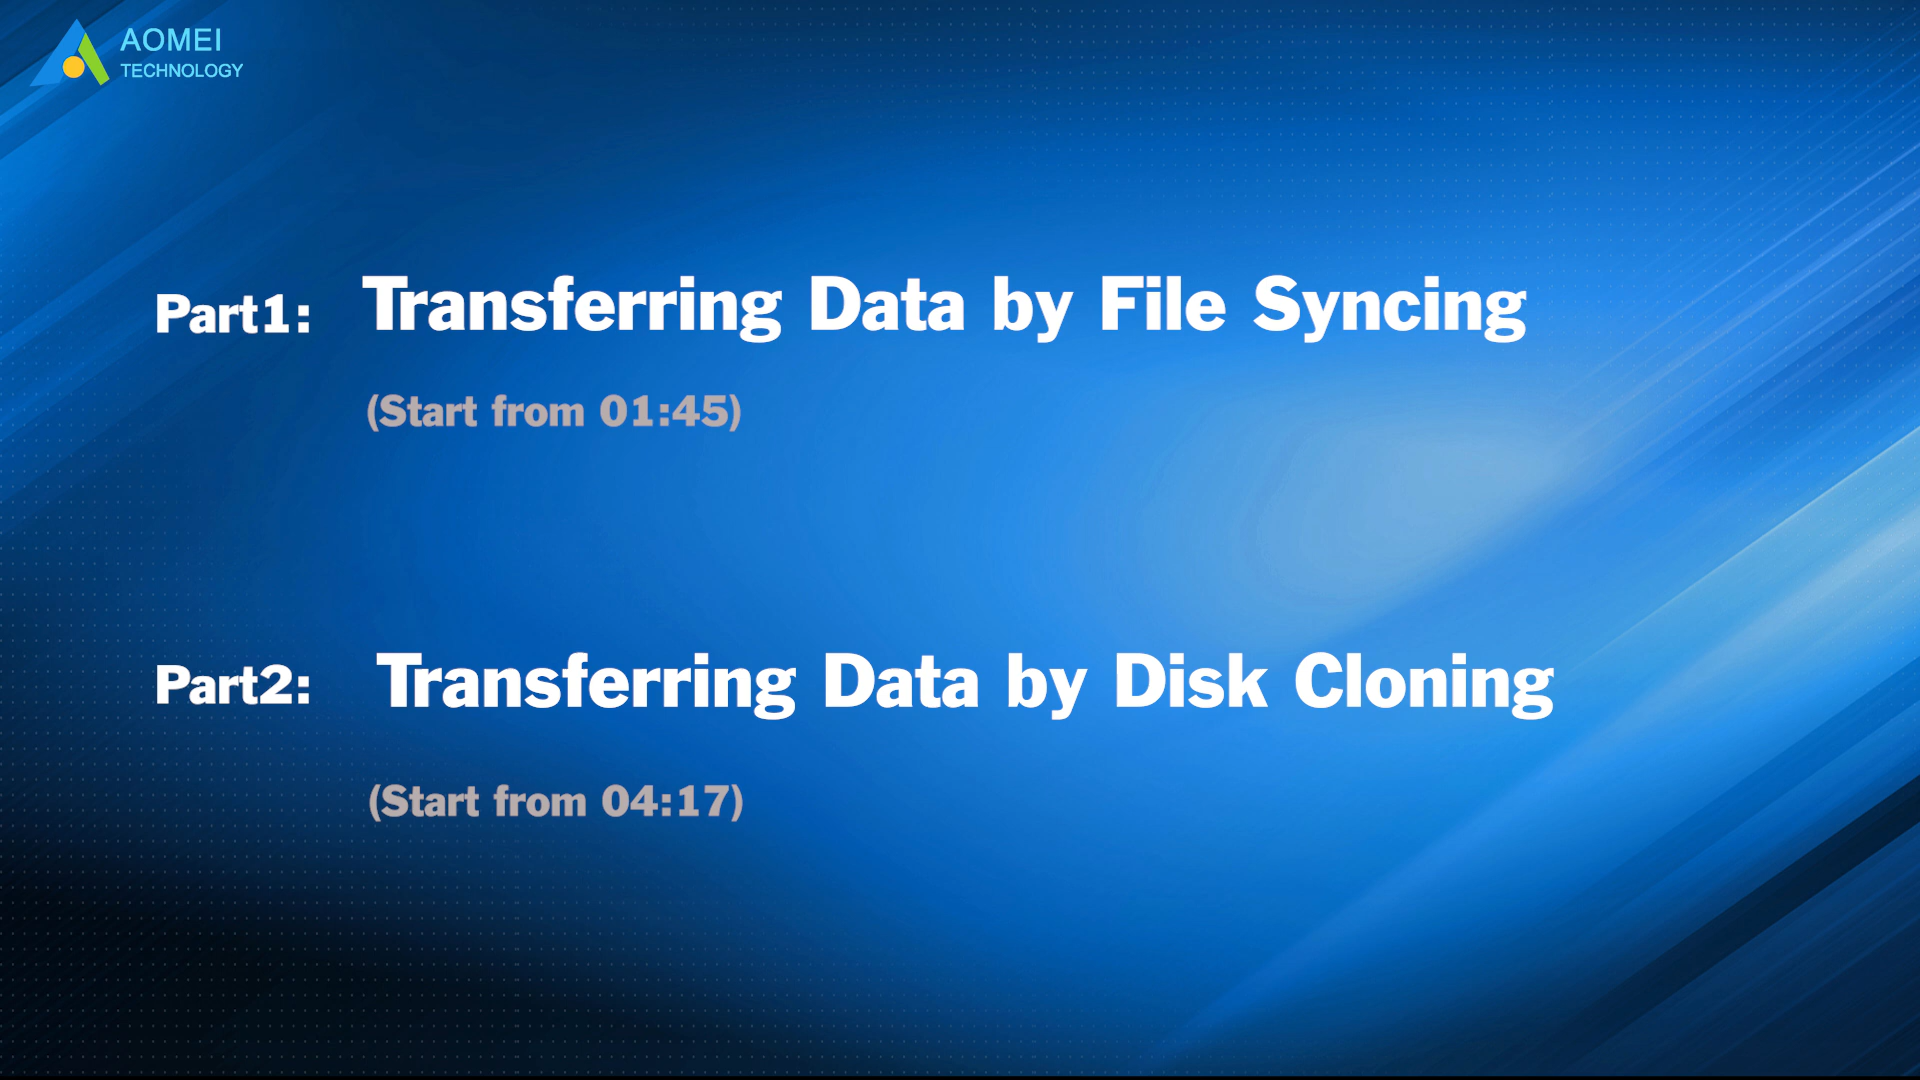 AOMEI
TECHNOLOGY
Part1: Transferring Data by File Syncing
(Start from 01:45)
Part2: Transferring Data by Disk Cloning
(Start from 04:17)